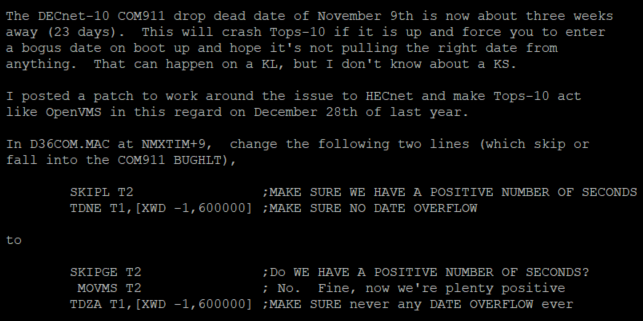 The DECnet-10 COM911 drop dead date of November 9th is now about three weeks
away (23 days).  This will crash Tops-10 if it is up and force you to enter
a bogus date on boot up and hope it's not pulling the right date from
anything.  That can happen on a KL, but I don't know about a KS.
I posted a patch to work around the issue to HECnet and make Tops-10 act
like OpenVMS in this regard on December 28th of last year.
In D36COM.MAC at NMXTIM+9,  change the following two lines (which skip or
fall into the COM911 BUGHLT),
SKIPL T2                ;MAKE SURE WE HAVE A POSITIVE NUMBER OF SECONDS
TDNE T1,[XWD -1,600000] ;MAKE SURE NO DATE OVERFLOW
to
SKIPGE T2               ;Do WE HAVE A POSITIVE NUMBER OF SECONDS?
MOVMS T2               ; No.  Fine, now we're plenty positive
TDZA T1,[XWD -1,600000] ;MAKE SURE never any DATE OVERFLOW ever